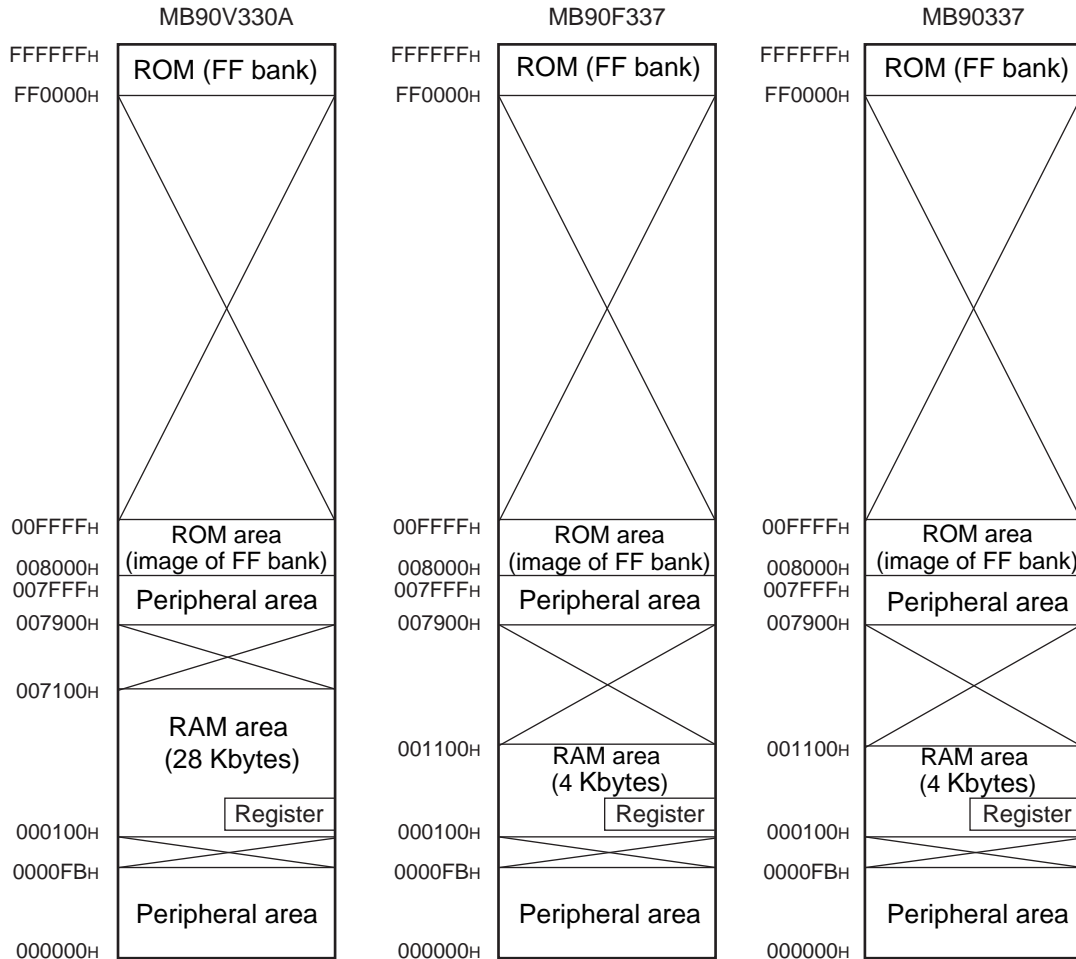 MB90V330A
FFFFFFH
ROM (FF bank)
FF0000H
00FFFFH
ROM area
(image of FF bank)
008000H
007FFFH
Peripheral area
007900H
007100H
RAM area
(28 Kbytes)
Register
000100H
0000FBH
Peripheral area
000000H
MB90F337
FFFFFFH
ROM (FF bank)
FF0000H
00FFFFH
ROM area
(image of FF bank)
008000H
007FFFH
Peripheral area
007900H
001100H
RAM area
(4 Kbytes)
Register
000100H
0000FBH
Peripheral area
000000H
MB90337
FFFFFFH
ROM (FF bank)
FF0000H
00FFFFH
ROM area
(image of FF bank)
008000H
007FFFH
Peripheral area
007900H
001100H
RAM area
(4 Kbytes)
Register
000100H
0000FBH
Peripheral area
000000H